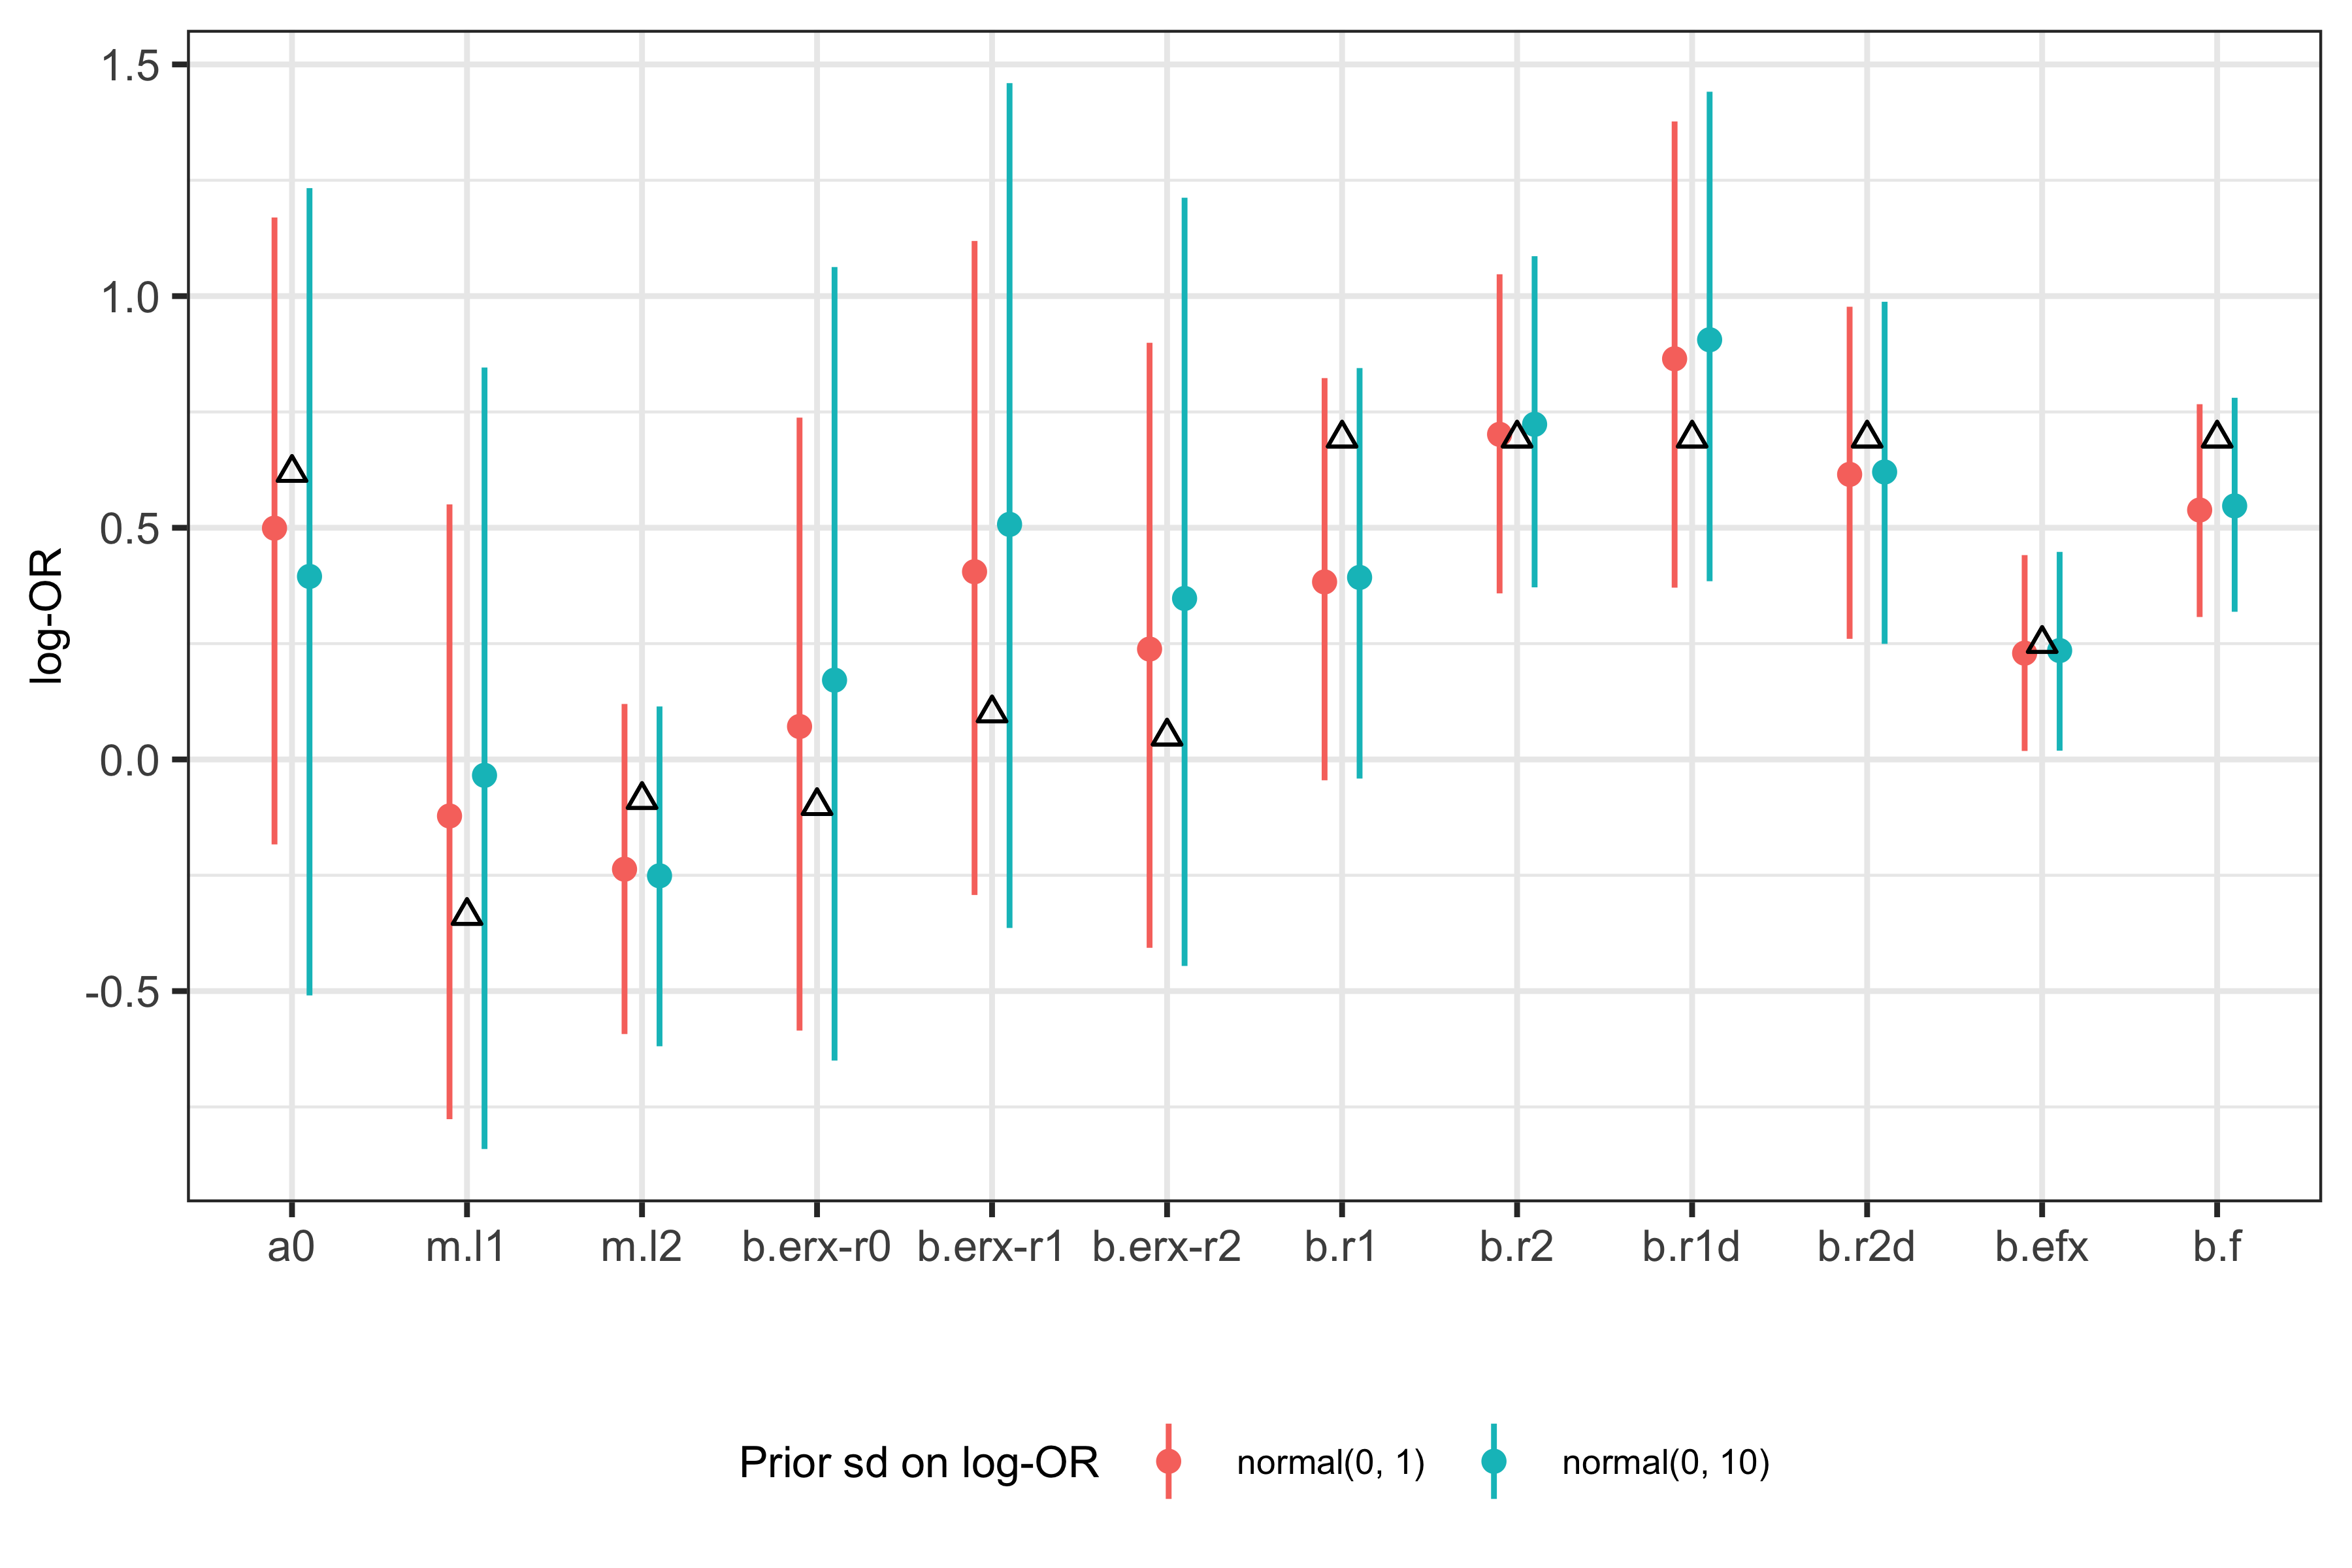 1.5
1.0
0.5
0.0
-0.5
log-OR
a0 m.l1 m.l2 b.erx-r0 b.erx-r1 b.erx-r2 b.r1 b.r2 b.r1d b.r2d b.efx b.f
Prior sd on log-OR normal(0, 1) normal(0, 10)